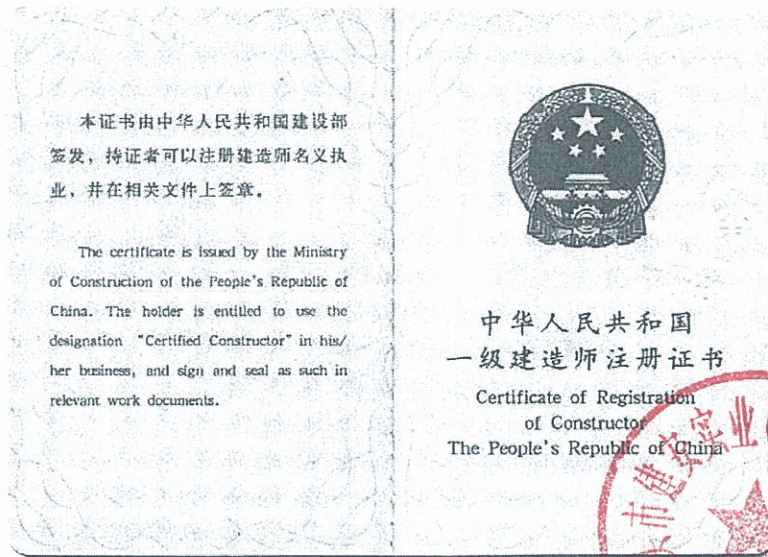 本证书由中华人民共和国建设部
签发，持证者可以注册建造师名义执
业，并在相关文件上签章。
The certificate is issued by the Ministry
of Construction of the People's Republic of
China. The holder is entitled to use the
designation "Certified Constructor" in his/
her business, and sign and seal as such in
relevant work documents.
中华人民共和国
一级建造师注册证书
Certificate of Registration
of Constructor
The People's Republic of China
市建安实业